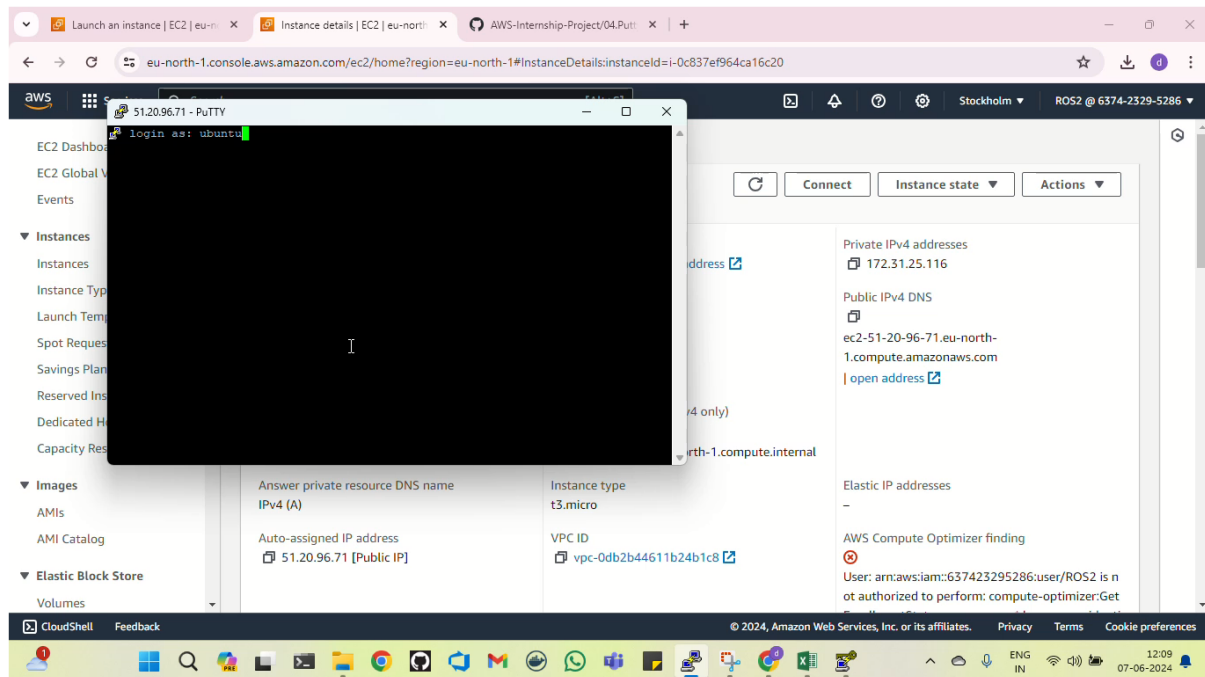 Launch an instance | EC2 | eu-n
Instance details | EC2 | eu-north
AWS-Internship-Project/04.Putt
eu-north-1.console.aws.amazon.com/ec2/home?region=eu-north-1#InstanceDetails:instanceId=i-0c837ef964ca16c20
d
aws
Stockholm ▼
ROS2 @ 6374-2329-5286 ▼
51.20.96.71 - PuTTY
login as: ubuntu
EC2 Dashboa
EC2 Global V
Events
Instances
Instances
Instance Typ
Launch Temp
Spot Reques
Savings Plan
Reserved Ins
Dedicated H
Capacity Res
Images
AMIs
AMI Catalog
Elastic Block Store
Volumes
Connect
Instance state ▼
Actions ▼
ddress
Private IPv4 addresses
172.31.25.116
Public IPv4 DNS
ec2-51-20-96-71.eu-north-
1.compute.amazonaws.com
| open address
v4 only)
rth-1.compute.internal
Answer private resource DNS name
IPv4 (A)
Instance type
t3.micro
Elastic IP addresses
–
Auto-assigned IP address
51.20.96.71 [Public IP]
VPC ID
vpc-0db2b44611b24b1c8
AWS Compute Optimizer finding
User: arn:aws:iam::637423295286:user/ROS2 is n
ot authorized to perform: compute-optimizer:Get
CloudShell
Feedback
© 2024, Amazon Web Services, Inc. or its affiliates.
Privacy
Terms
Cookie preferences
1
PRE
d
ENG
IN
12:09
07-06-2024